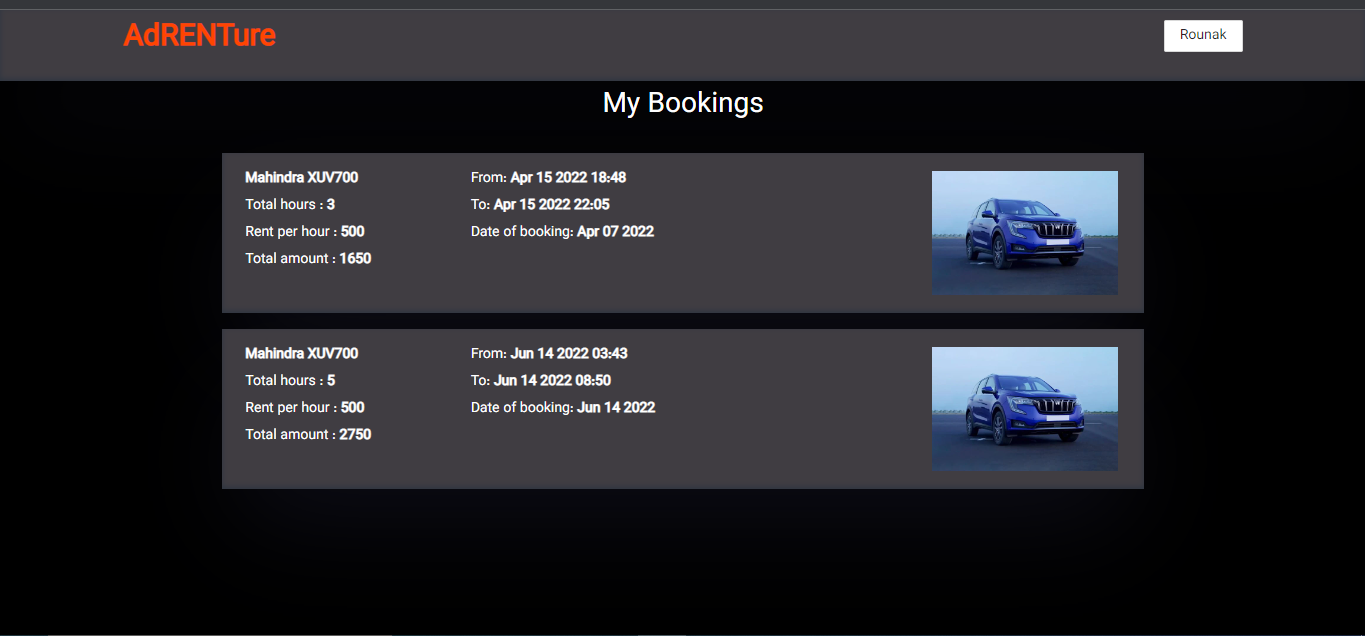 AdRENTure
Rounak
My Bookings
Mahindra XUV700
Total hours : 3
Rent per hour : 500
Total amount : 1650
From: Apr 15 2022 18:48
To: Apr 15 2022 22:05
Date of booking: Apr 07 2022
Mahindra XUV700
Total hours : 5
Rent per hour : 500
Total amount : 2750
From: Jun 14 2022 03:43
To: Jun 14 2022 08:50
Date of booking: Jun 14 2022